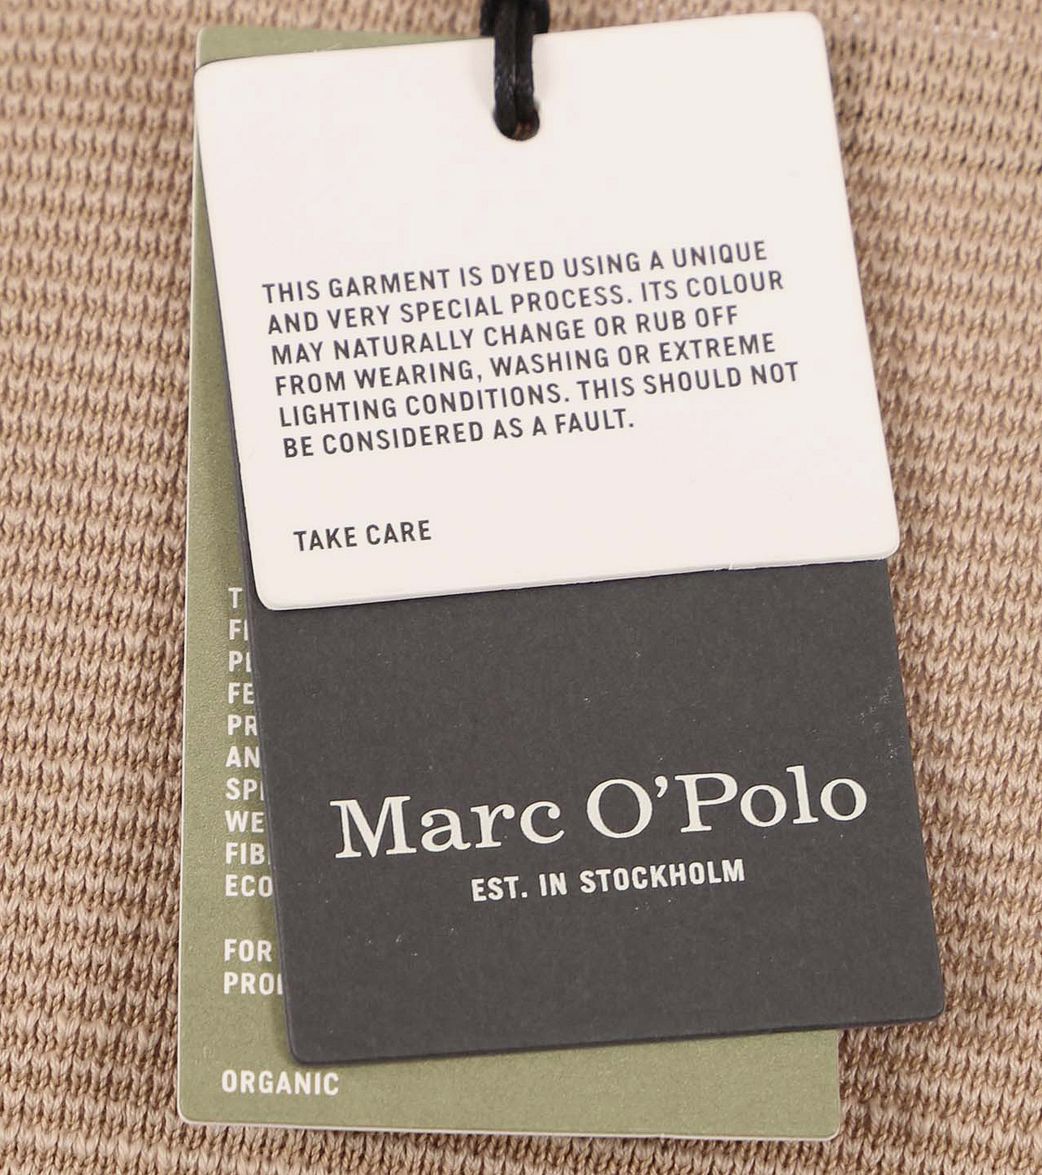 THIS GARMENT IS DYED USING A UNIQUE
AND VERY SPECIAL PROCESS. ITS COLOUR
MAY NATURALLY CHANGE OR RUB OFF
FROM WEARING, WASHING OR EXTREME
LIGHTING CONDITIONS. THIS SHOULD NOT
BE CONSIDERED AS A FAULT.
TAKE CARE
Marc O'Polo
EST. IN STOCKHOLM
FOR
ORGANIC